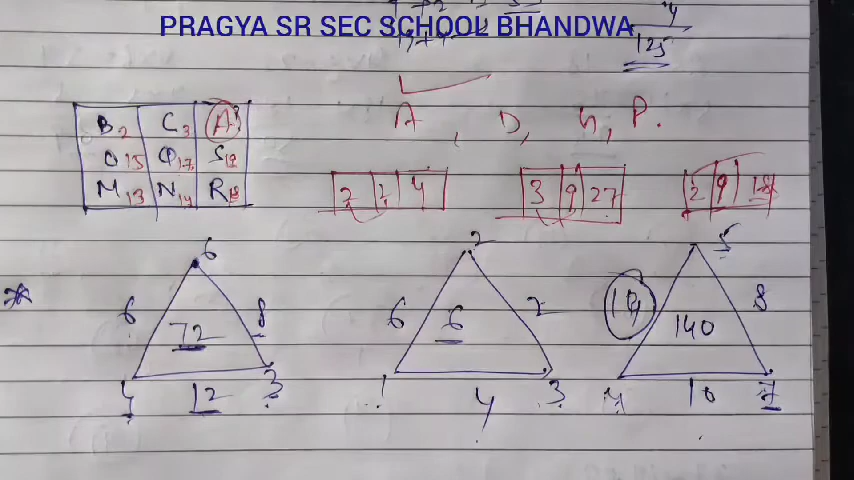 PRAGYA SR SEC SCHOOL BHANDWA
125
A, D, G, P.
B2 C3 A
O15 Q17 S19
M13 N14 R18
2 2 4
3 9 27
2 9 18
6
6 8
72
4 12 3
2
6 2
6
1 4 3
5
14 8
140
4 10 7